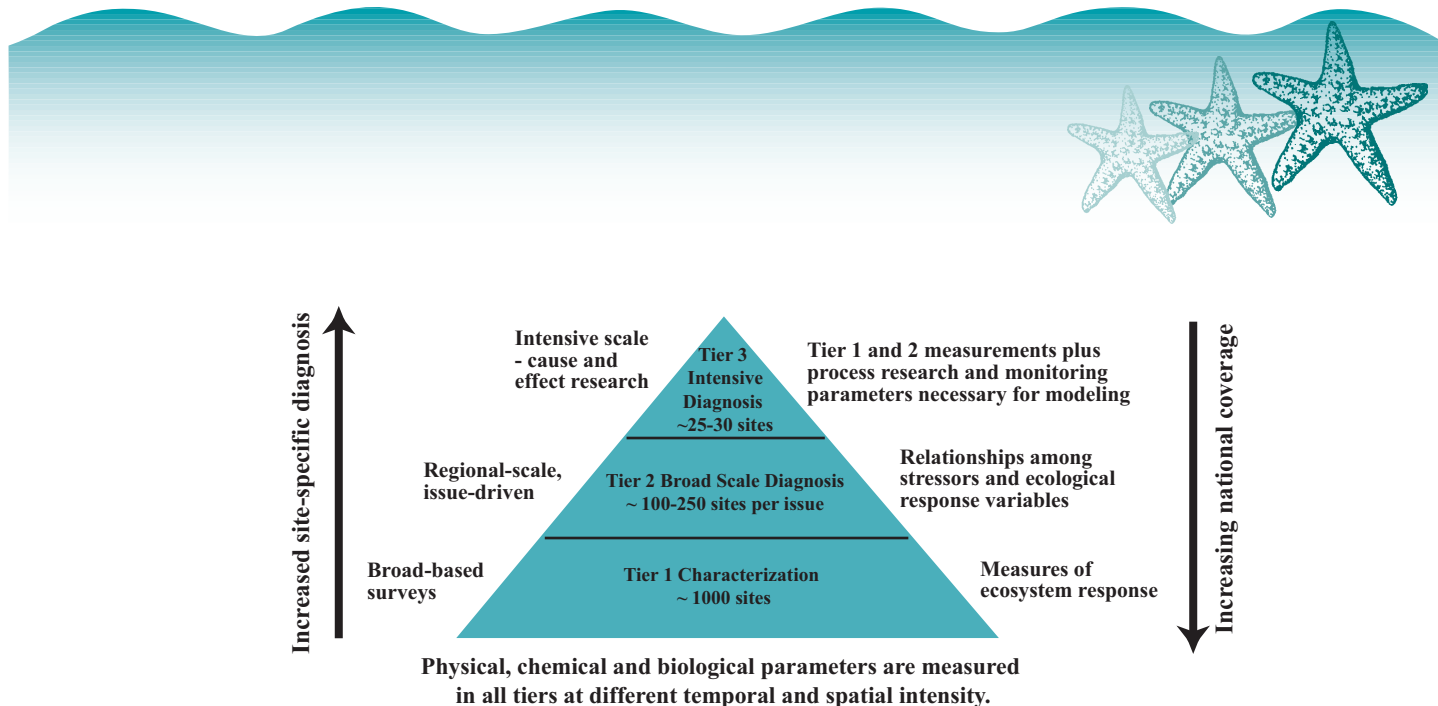 Increased site-specific diagnosis
Intensive scale
- cause and
effect research
Tier 3
Intensive
Diagnosis
~25-30 sites
Tier 1 and 2 measurements plus
process research and monitoring
parameters necessary for modeling
Regional-scale,
issue-driven
Tier 2 Broad Scale Diagnosis
~ 100-250 sites per issue
Relationships among
stressors and ecological
response variables
Broad-based
surveys
Tier 1 Characterization
~ 1000 sites
Measures of
ecosystem response
Increasing national coverage
Physical, chemical and biological parameters are measured
in all tiers at different temporal and spatial intensity.